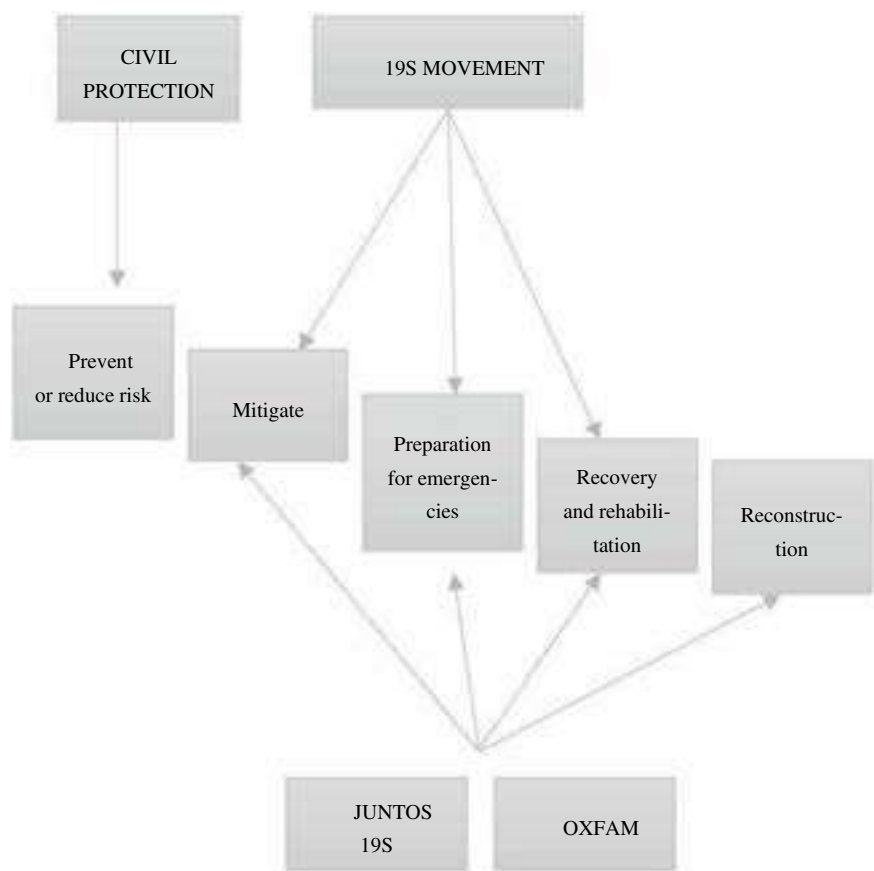 CIVIL
PROTECTION
19S MOVEMENT
Prevent
or reduce risk
Mitigate
Preparation
for emergen-
cies
Recovery
and rehabili-
tation
Reconstruc-
tion
JUNTOS
19S
OXFAM